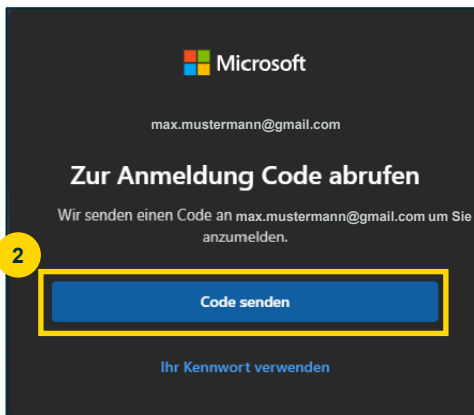 Microsoft
max.mustermann@gmail.com
Zur Anmeldung Code abrufen
Wir senden einen Code an max.mustermann@gmail.com um Sie
anzumelden.
2
Code senden
Ihr Kennwort verwenden